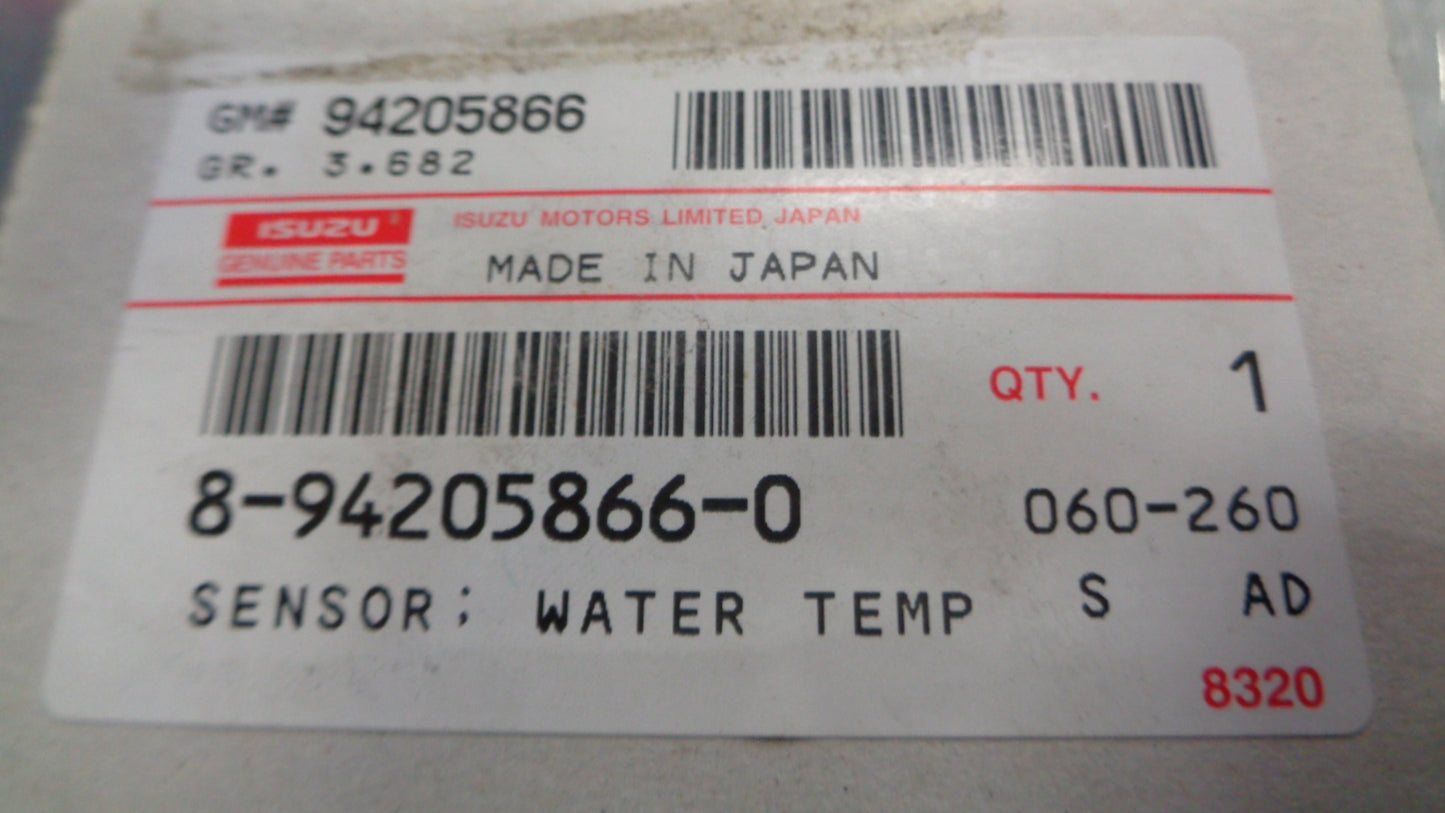 GM# 94205866
GR. 3.682
ISUZU
GENUINE PARTS
ISUZU MOTORS LIMITED JAPAN
MADE IN JAPAN
QTY. 1
8-94205866-0 060-260
SENSOR; WATER TEMP S AD
8320